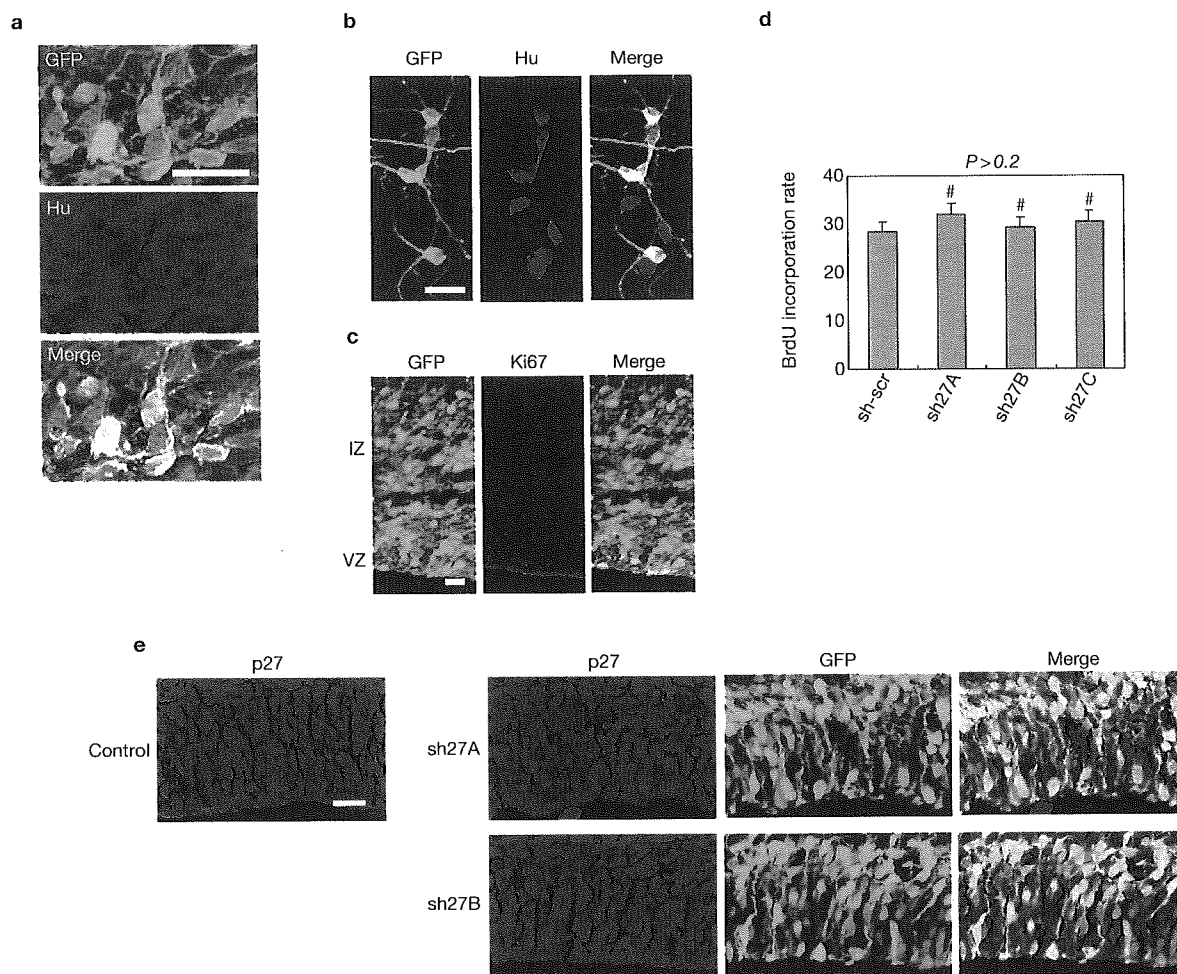 a
GFP
Hu
Merge
b
GFP Hu Merge
c
GFP Ki67 Merge
IZ
VZ
d
P>0.2
BrdU incorporation rate
40
30
20
10
0
# # #
sh-scr sh27A sh27B sh27C
e
p27
Control
p27 GFP Merge
sh27A
sh27B